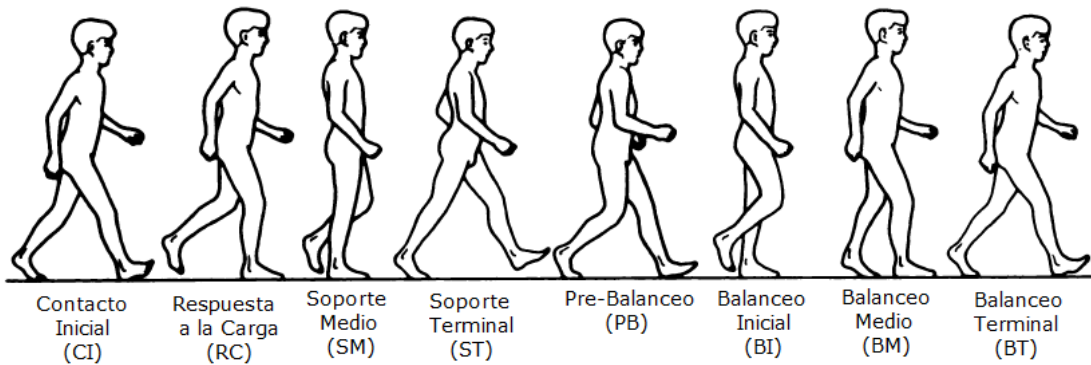 Contacto
Inicial
(CI)
Respuesta
a la Carga
(RC)
Soporte
Medio
(SM)
Soporte
Terminal
(ST)
Pre-Balanceo
(PB)
Balanceo
Inicial
(BI)
Balanceo
Medio
(BM)
Balanceo
Terminal
(BT)